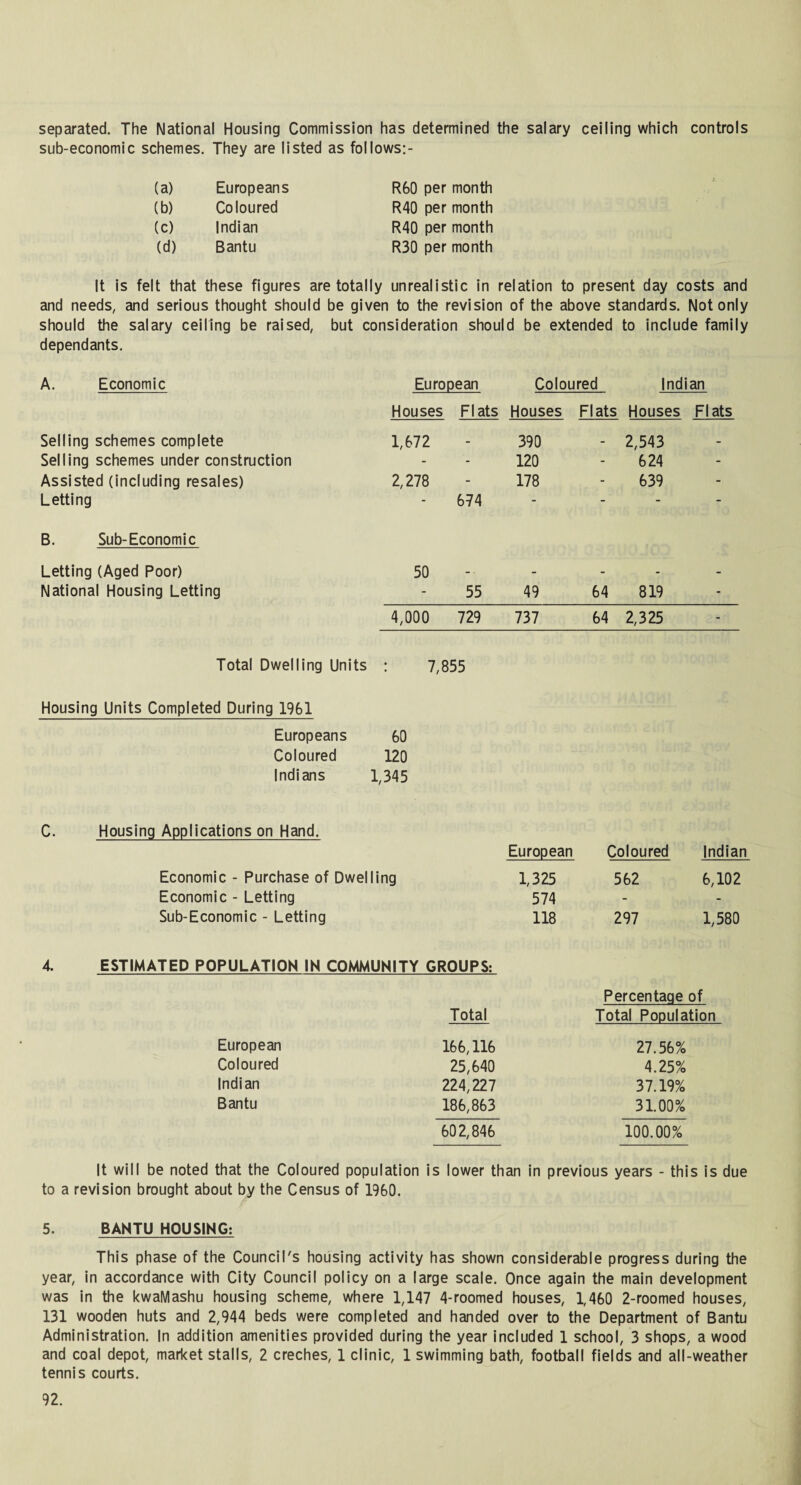 separated. The National Housing Commission has determined the salary ceiling which controls
sub-economic schemes. They are listed as follows:-
(a) Europeans R60 per month
(b) Coloured R40 per month
(c) Indian R40 per month
(d) Bantu R30 per month
It is felt that these figures are totally unrealistic in relation to present day costs and
and needs, and serious thought should be given to the revision of the above standards. Not only
should the salary ceiling be raised, but consideration should be extended to include family
dependants.
A. Economic European Coloured Indian
Houses Flats Houses Flats Houses Flats
Selling schemes complete 1,672 - 390 - 2,543 -
Selling schemes under construction - - 120 - 624 -
Assisted (including resales) 2,278 - 178 - 639 -
Letting - 674 - - - -
B. Sub-Economic
Letting (Aged Poor) 50 - - - - -
National Housing Letting - 55 49 64 819 -
4,000 729 737 64 2,325 -
Total Dwelling Units : 7,855
Housing Units Completed During 1961
Europeans 60
Coloured 120
Indians 1,345
C. Housing Applications on Hand.
European Coloured Indian
Economic - Purchase of Dwelling 1,325 562 6,102
Economic - Letting 574 - -
Sub-Economic - Letting 118 297 1,580
4. ESTIMATED POPULATION IN COMMUNITY GROUPS:
Percentage of
Total Total Population
European 166,116 27.56%
Coloured 25,640 4.25%
Indian 224,227 37.19%
Bantu 186,863 31.00%
602,846 100.00%
It will be noted that the Coloured population is lower than in previous years - this is due
to a revision brought about by the Census of 1960.
5. BANTU HOUSING:
This phase of the Council's housing activity has shown considerable progress during the
year, in accordance with City Council policy on a large scale. Once again the main development
was in the kwaMashu housing scheme, where 1,147 4-roomed houses, 1,460 2-roomed houses,
131 wooden huts and 2,944 beds were completed and handed over to the Department of Bantu
Administration. In addition amenities provided during the year included 1 school, 3 shops, a wood
and coal depot, market stalls, 2 creches, 1 clinic, 1 swimming bath, football fields and all-weather
tennis courts.
92.